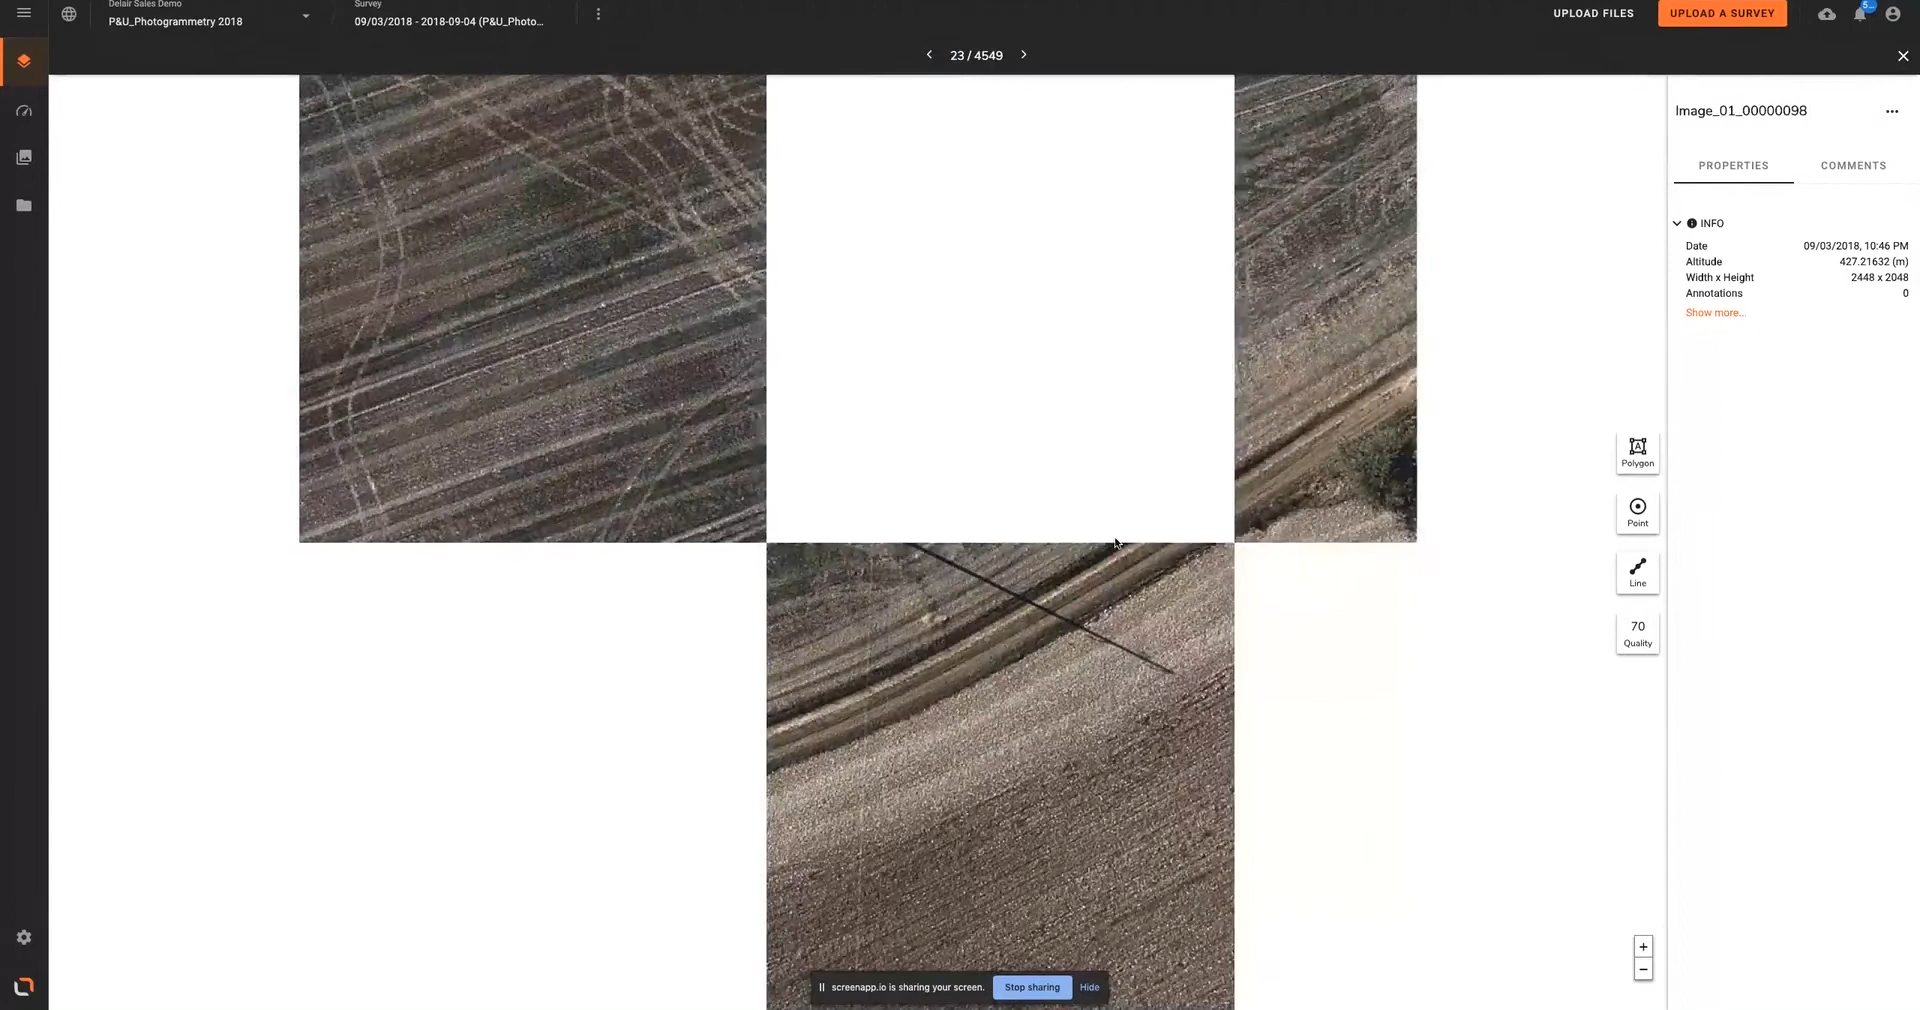 Delair Sales Demo
P&U_Photogrammetry 2018
Survey
09/03/2018 - 2018-09-04 (P&U_Photo...
UPLOAD FILES
UPLOAD A SURVEY
5...
23 / 4549
Image_01_00000098
PROPERTIES
COMMENTS
INFO
Date 09/03/2018, 10:46 PM
Altitude 427.21632 (m)
Width x Height 2448 x 2048
Annotations 0
Show more...
A
Polygon
Point
Line
70
Quality
+
−
screenapp.io is sharing your screen.
Stop sharing
Hide